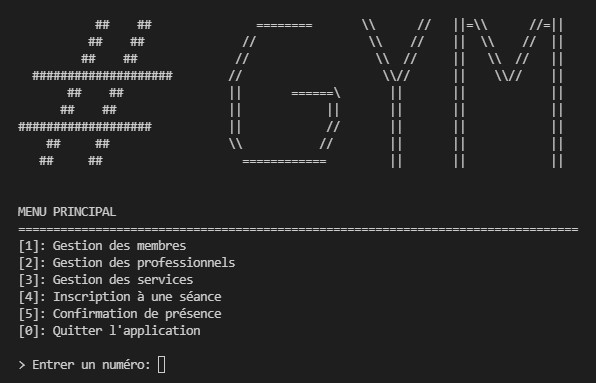 #GYM
MENU PRINCIPAL
================================================================================
[1]: Gestion des membres
[2]: Gestion des professionnels
[3]: Gestion des services
[4]: Inscription à une séance
[5]: Confirmation de présence
[0]: Quitter l'application
> Entrer un numéro: